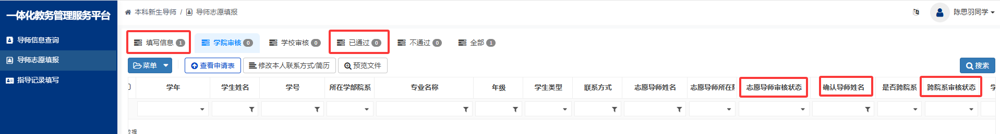 一体化教务管理服务平台
本科新生导师 / 导师志愿填报
陈思羽同学
导师信息查询
导师志愿填报
指导记录填写
填写信息 1 学院审核 0 学校审核 0 已通过 0 不通过 0 全部 1
菜单 查看申请表 修改本人联系方式/简历 预览文件 搜索
学年 学生姓名 学号 所在学部院系 专业名称 年级 学生类型 联系方式 志愿导师姓名 志愿导师所在 志愿导师审核状态 确认导师姓名 是否跨院系 跨院系审核状态 学
数据